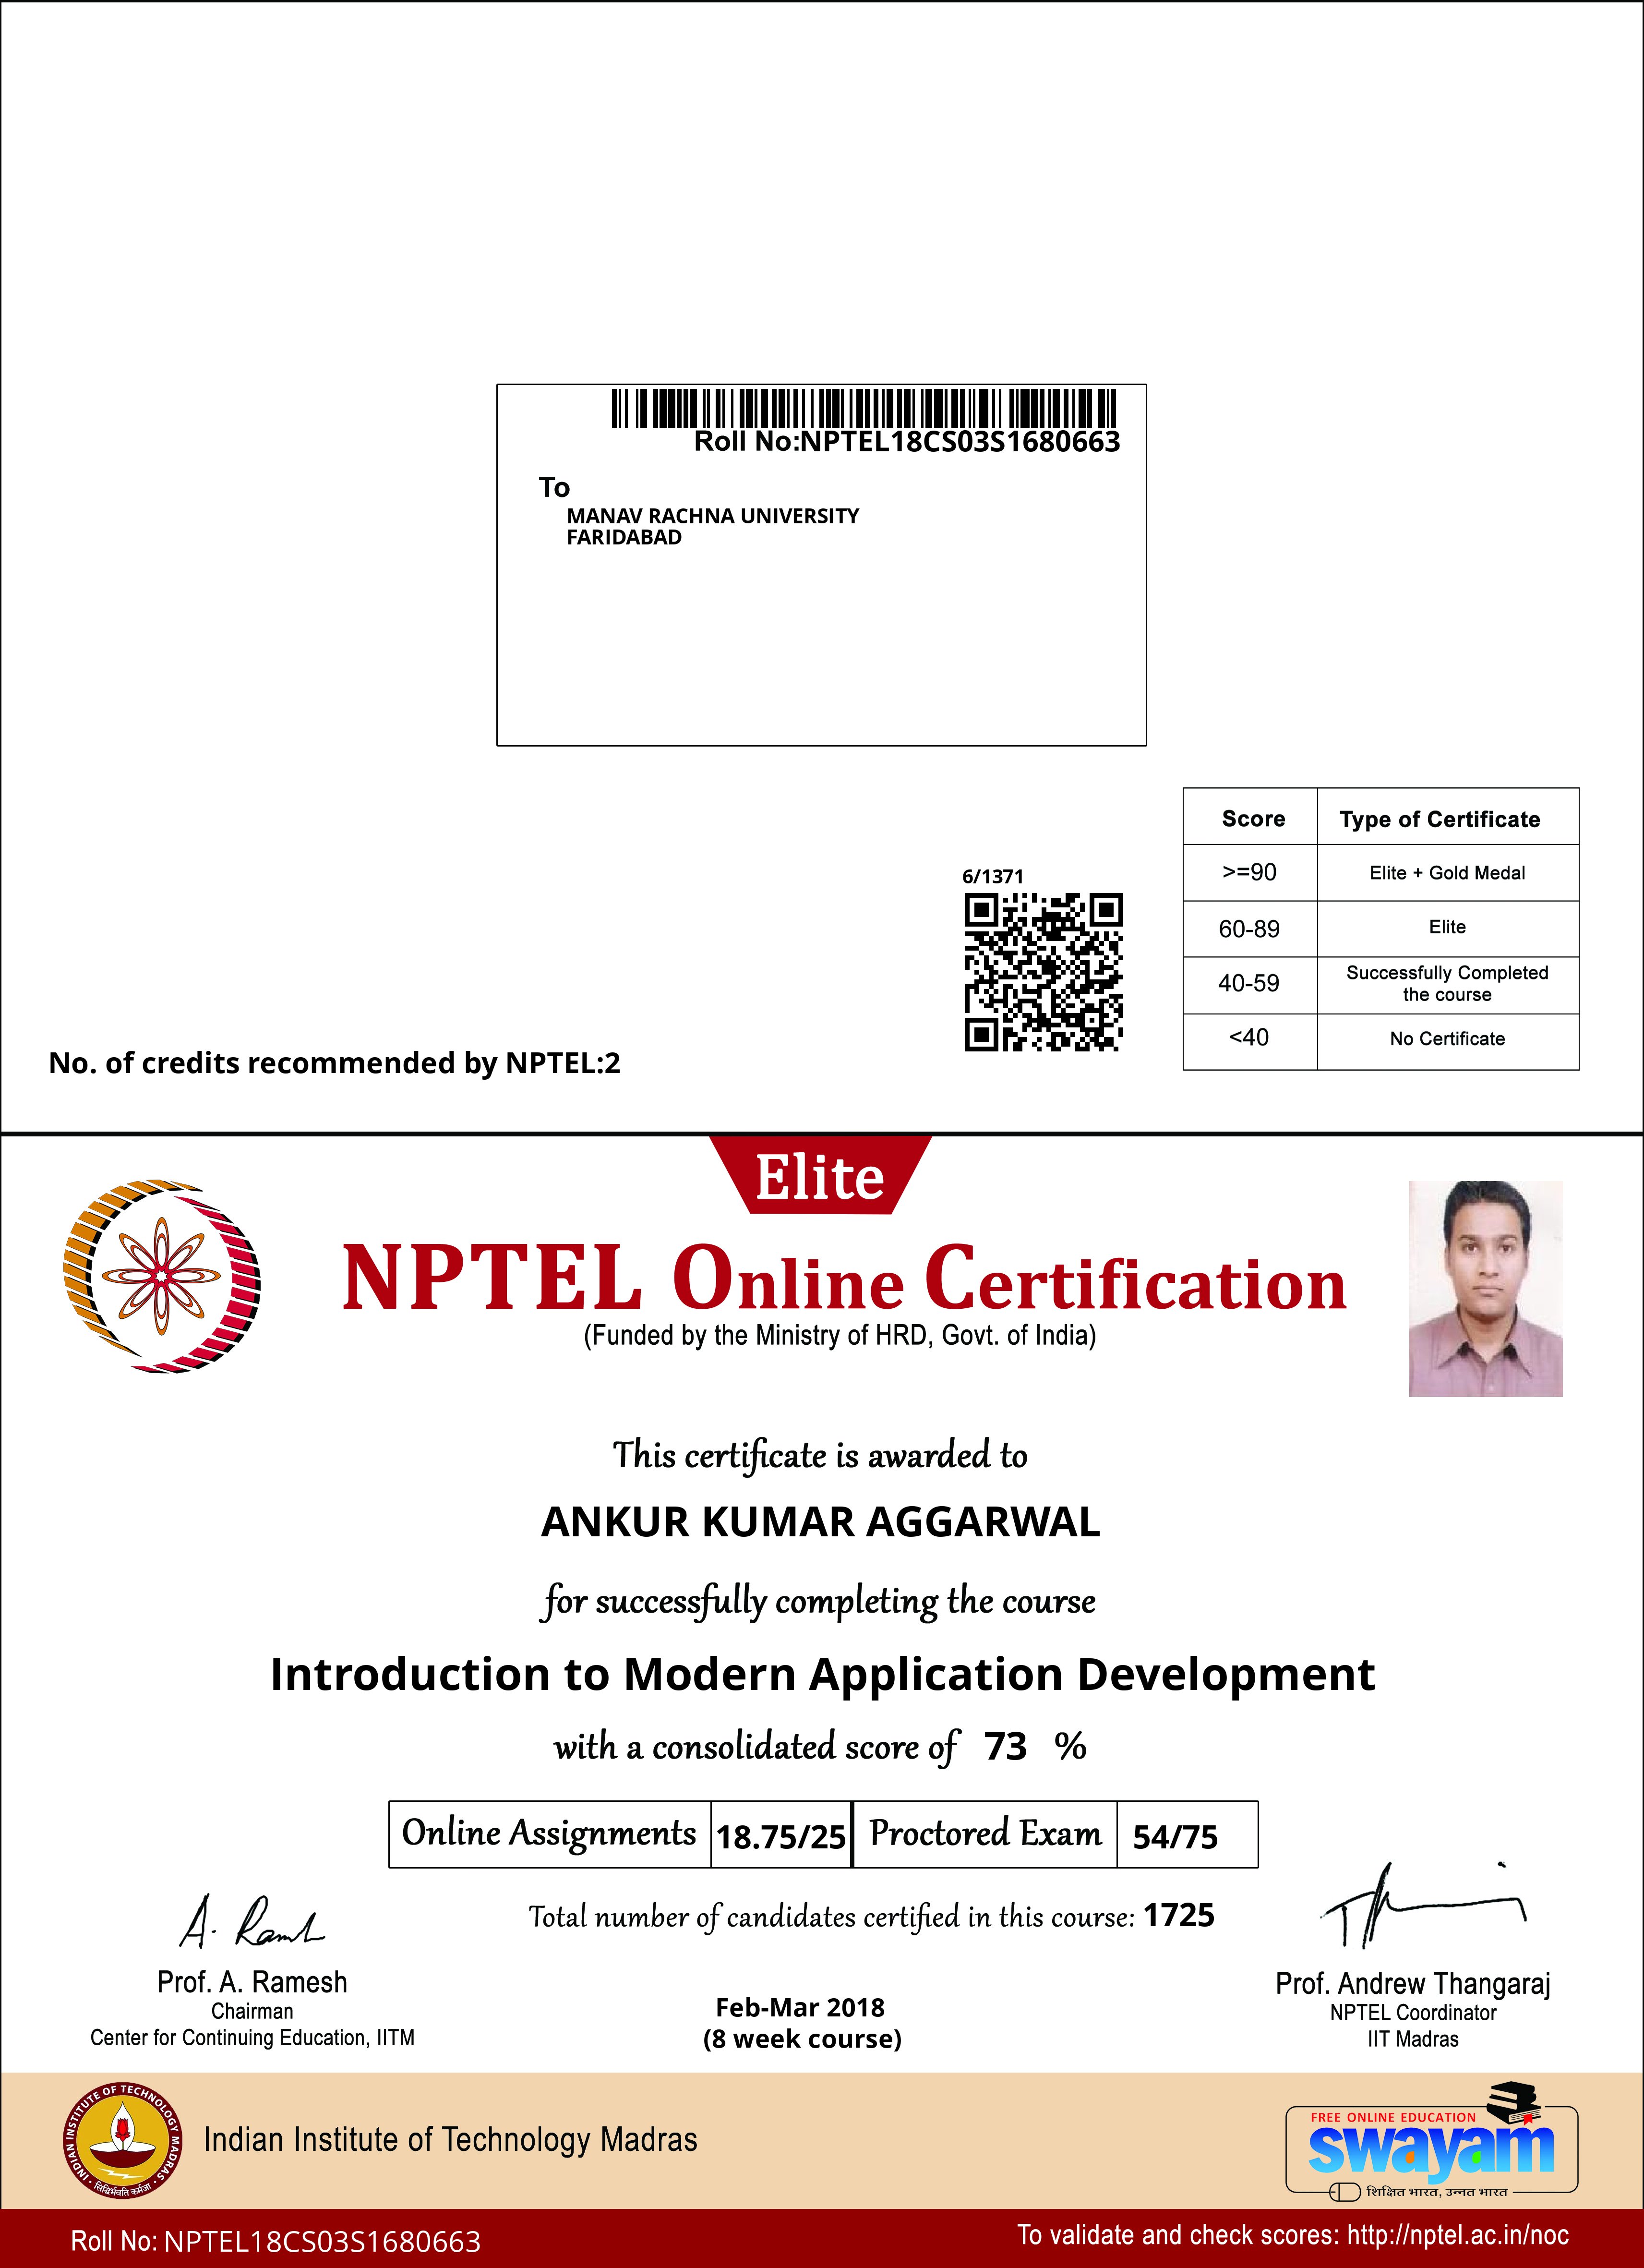 Roll No:NPTEL18CS03S1680663
To
MANAV RACHNA UNIVERSITY
FARIDABAD
Score Type of Certificate
>=90 Elite + Gold Medal
60-89 Elite
40-59 Successfully Completed
the course
<40 No Certificate
6/1371
No. of credits recommended by NPTEL:2
Elite
NPTEL Online Certification
(Funded by the Ministry of HRD, Govt. of India)
This certificate is awarded to
ANKUR KUMAR AGGARWAL
for successfully completing the course
Introduction to Modern Application Development
with a consolidated score of 73 %
Online Assignments 18.75/25 Proctored Exam 54/75
Total number of candidates certified in this course: 1725
A. Ramesh
Prof. A. Ramesh
Chairman
Center for Continuing Education, IITM
Feb-Mar 2018
(8 week course)
Prof. Andrew Thangaraj
NPTEL Coordinator
IIT Madras
INDIAN INSTITUTE OF TECHNOLOGY MADRAS
सिद्धिर्भवति कर्मजा
Indian Institute of Technology Madras
FREE ONLINE EDUCATION
swayam
शिक्षित भारत, उन्नत भारत
Roll No: NPTEL18CS03S1680663
To validate and check scores: http://nptel.ac.in/noc